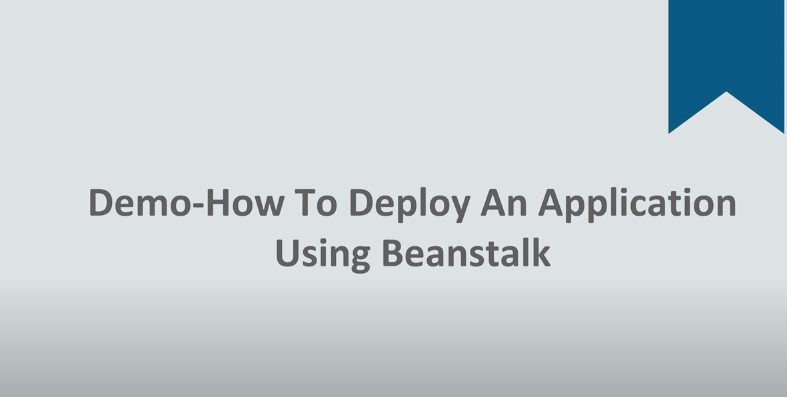 Demo-How To Deploy An Application
Using Beanstalk